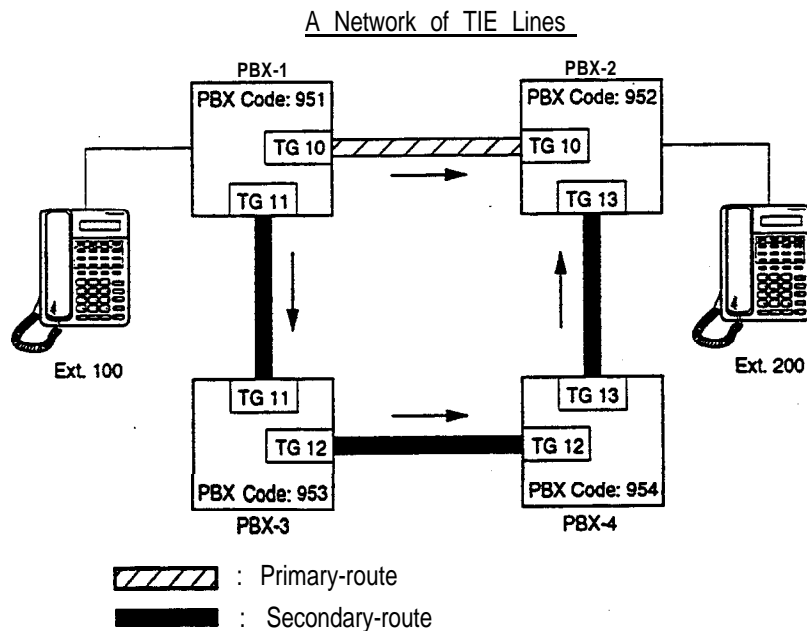 A Network of TIE Lines
PBX-1
PBX-2
PBX Code: 951
PBX Code: 952
TG 10
TG 10
TG 11
TG 13
Ext. 100
Ext. 200
TG 11
TG 13
TG 12
TG 12
PBX Code: 953
PBX Code: 954
PBX-3
PBX-4
: Primary-route
: Secondary-route